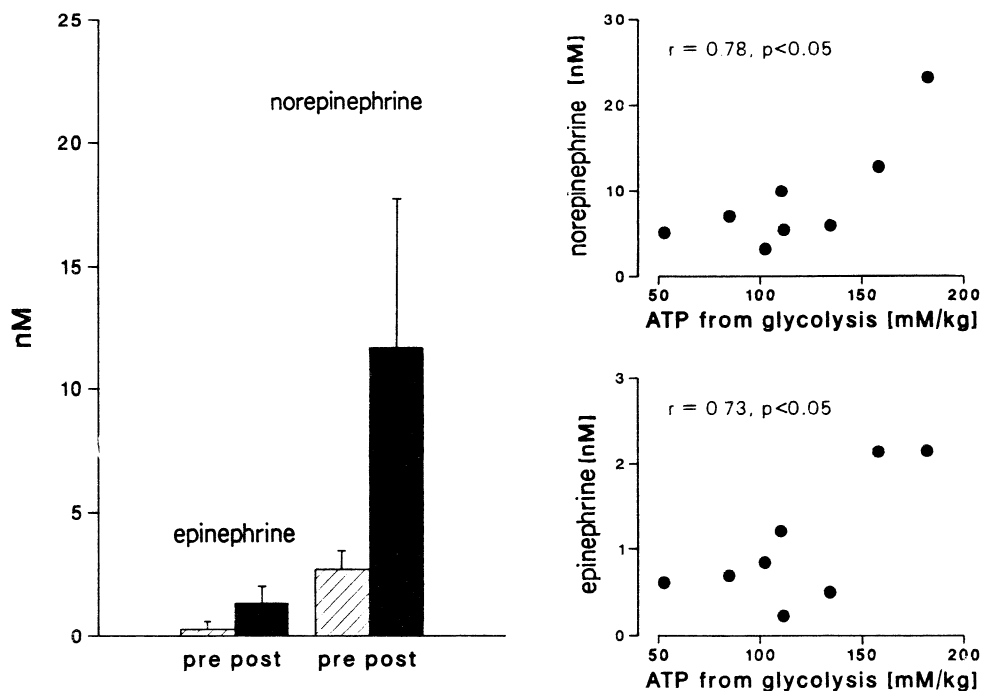 25
20
15
10
5
0
nM
norepinephrine
epinephrine
pre post
pre post
30
20
10
0
norepinephrine [nM]
r = 0.78, p<0.05
50
100
150
200
ATP from glycolysis [mM/kg]
3
2
1
0
epinephrine [nM]
r = 0.73, p<0.05
50
100
150
200
ATP from glycolysis [mM/kg]